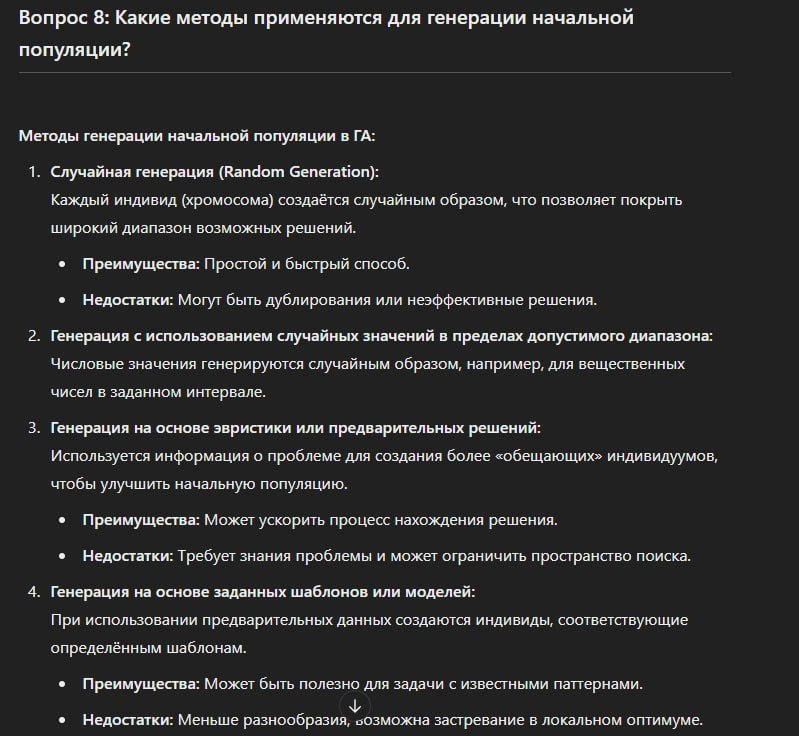 Вопрос 8: Какие методы применяются для генерации начальной
популяции?
Методы генерации начальной популяции в ГА:
1. Случайная генерация (Random Generation):
Каждый индивид (хромосома) создаётся случайным образом, что позволяет покрыть
широкий диапазон возможных решений.
• Преимущества: Простой и быстрый способ.
• Недостатки: Могут быть дублирования или неэффективные решения.
2. Генерация с использованием случайных значений в пределах допустимого диапазона:
Числовые значения генерируются случайным образом, например, для вещественных
чисел в заданном интервале.
3. Генерация на основе эвристики или предварительных решений:
Используется информация о проблеме для создания более «обещающих» индивидуумов,
чтобы улучшить начальную популяцию.
• Преимущества: Может ускорить процесс нахождения решения.
• Недостатки: Требует знания проблемы и может ограничить пространство поиска.
4. Генерация на основе заданных шаблонов или моделей:
При использовании предварительных данных создаются индивиды, соответствующие
определённым шаблонам.
• Преимущества: Может быть полезно для задачи с известными паттернами.
• Недостатки: Меньше разнообразия, возможна застревание в локальном оптимуме.